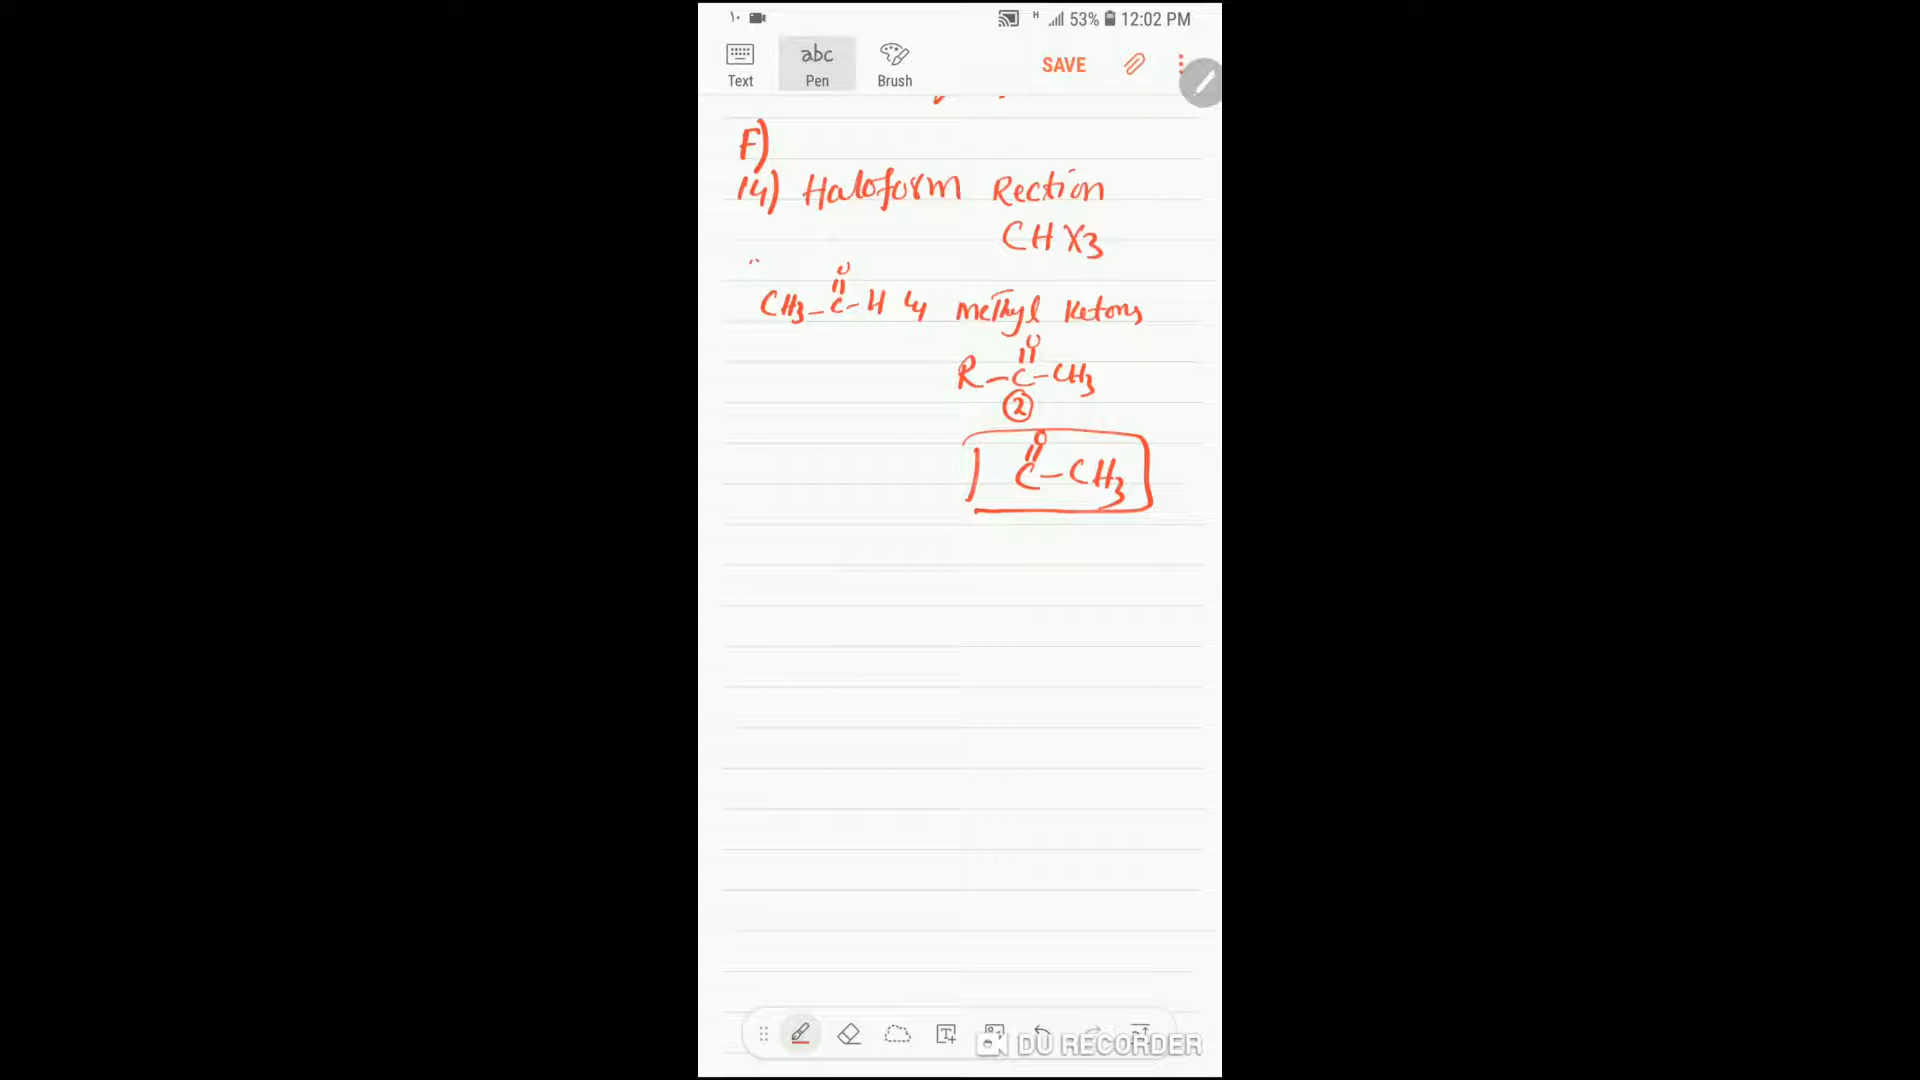 ١٠ H 53% 12:02 PM
Text
abc Pen
Brush
SAVE
F)
14) Haloform Rection
CHX3
O
CH3-C-H methyl Ketons
O
R-C-CH3
2
O
C-CH3
DU RECORDER